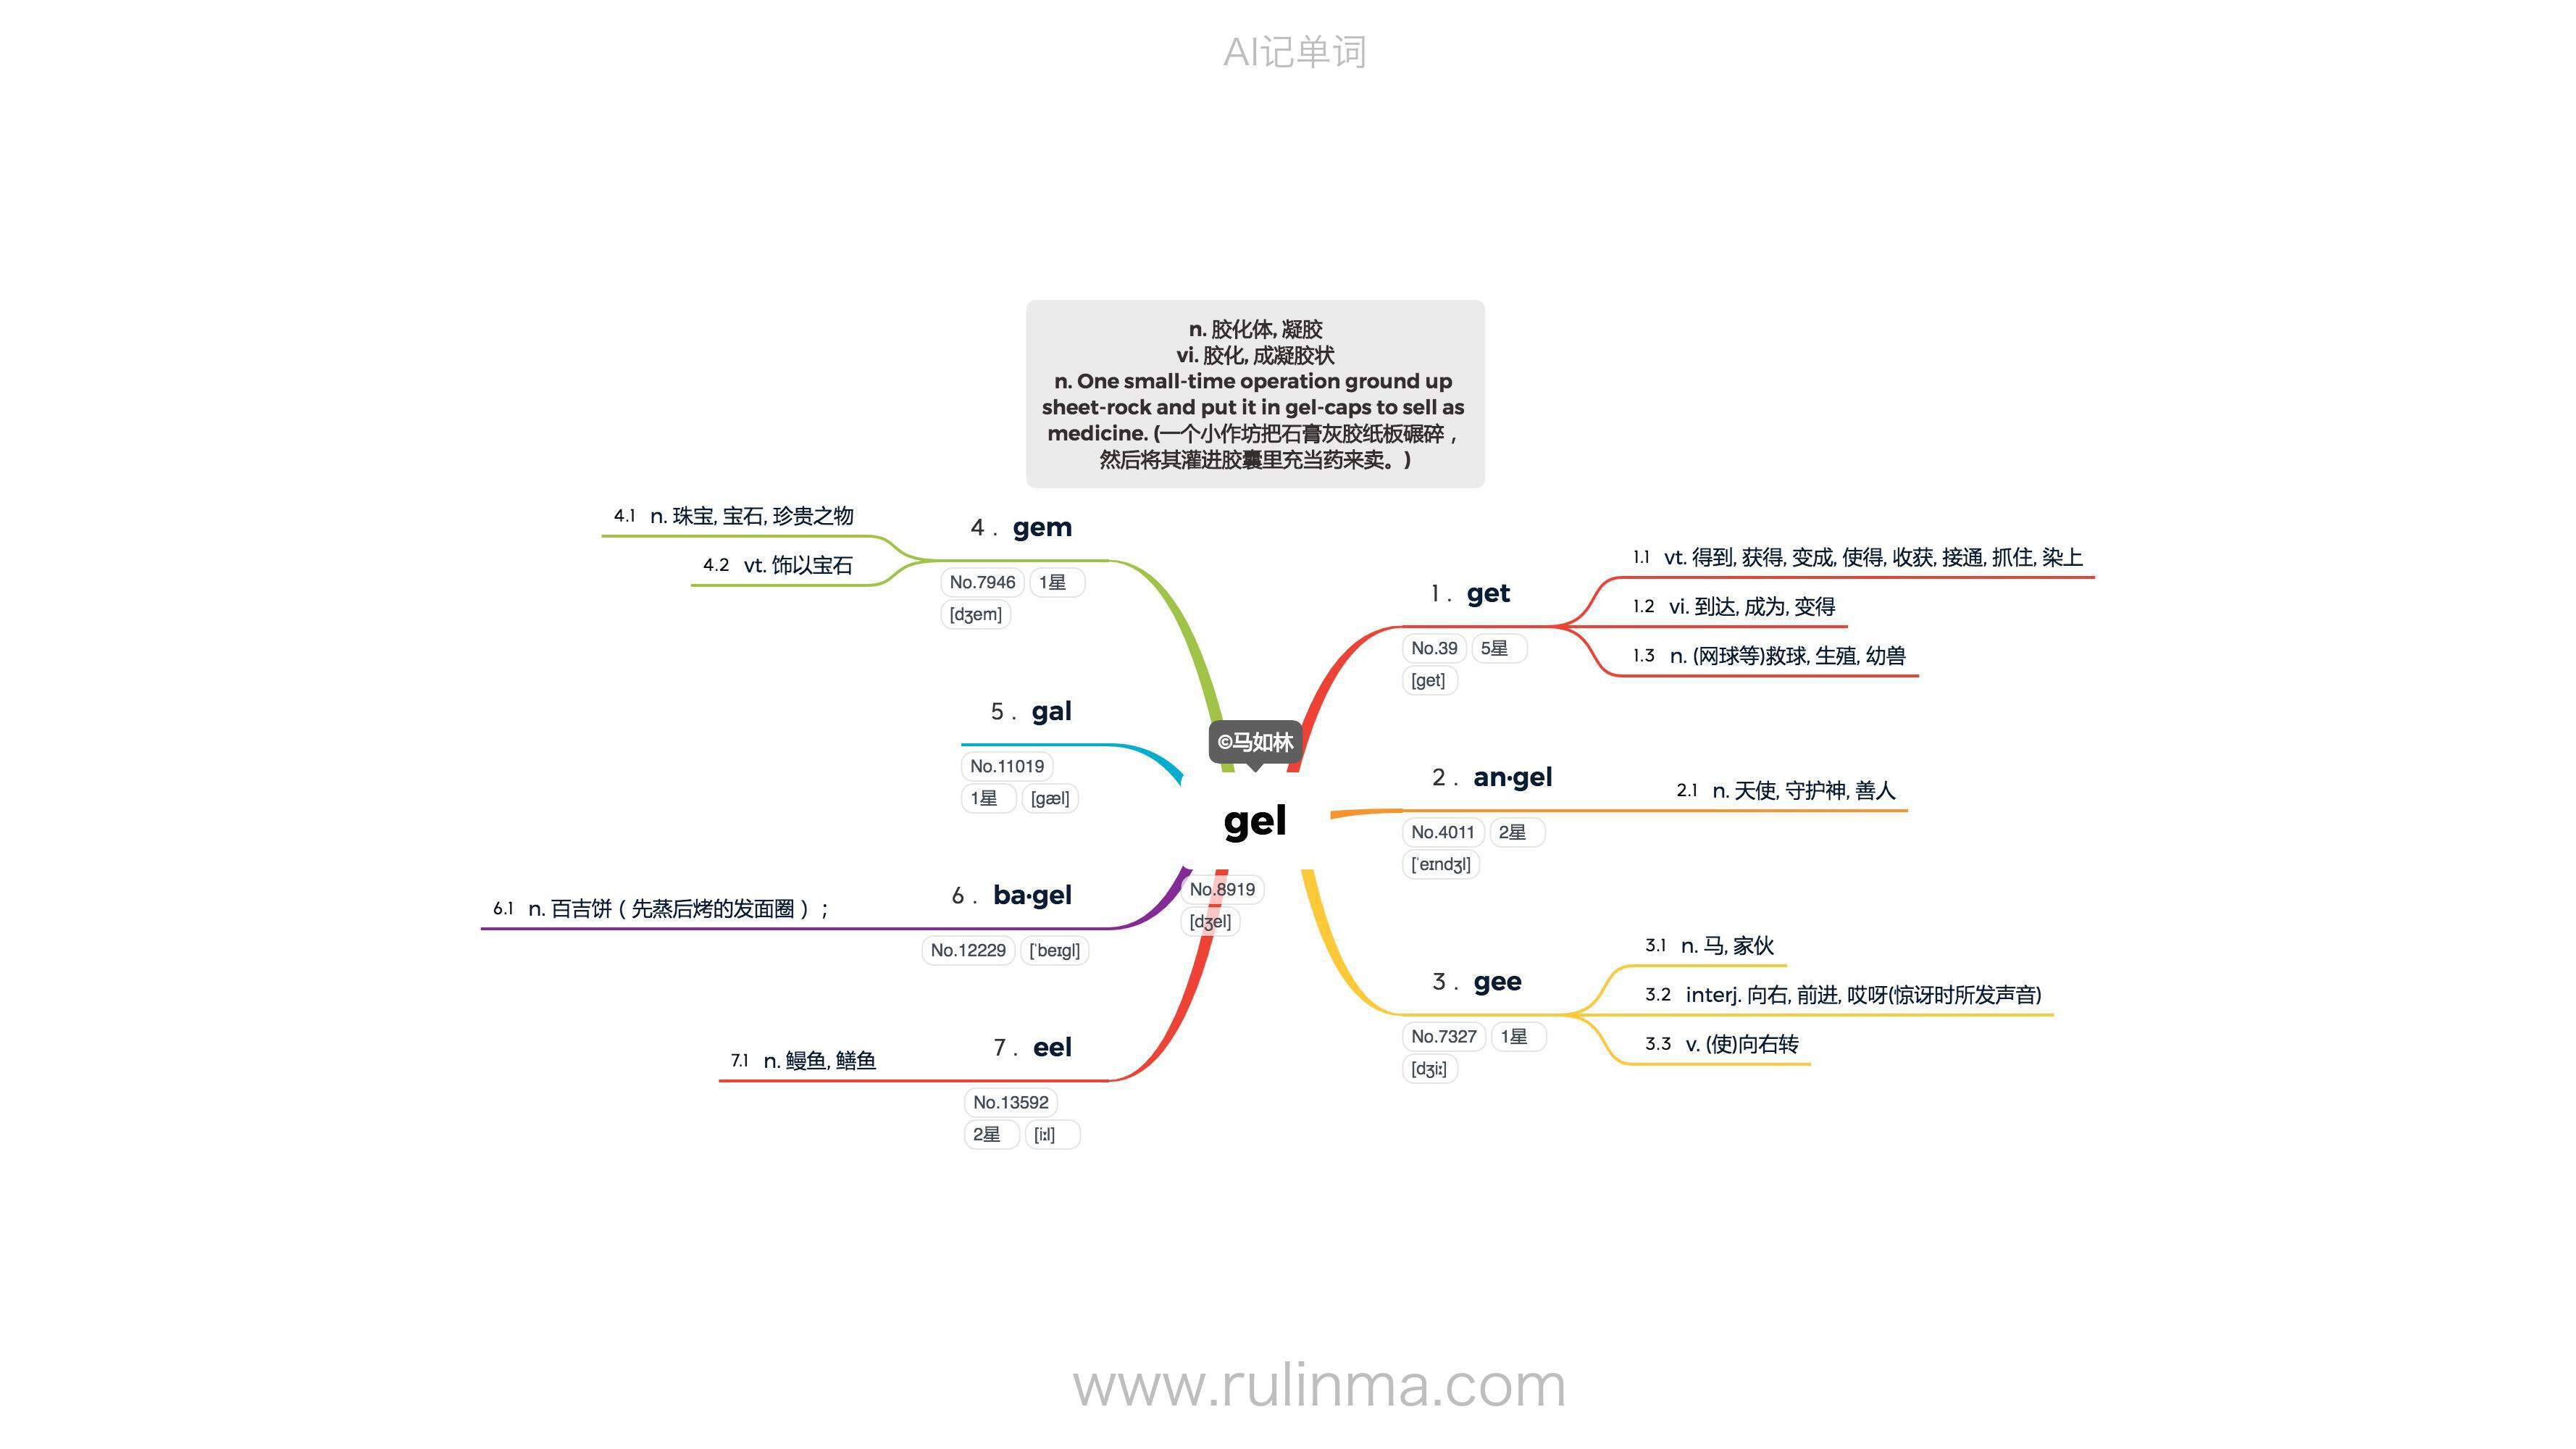 AI记单词
n. 胶化体, 凝胶
vi. 胶化, 成凝胶状
n. One small-time operation ground up
sheet-rock and put it in gel-caps to sell as
medicine. (一个小作坊把石膏灰胶纸板碾碎，
然后将其灌进胶囊里充当药来卖。)
©马如林
gel
No.8919
[dʒel]
1. get
No.39 5星
[get]
1.1 vt. 得到, 获得, 变成, 使得, 收获, 接通, 抓住, 染上
1.2 vi. 到达, 成为, 变得
1.3 n. (网球等)救球, 生殖, 幼兽
2. an·gel
No.4011 2星
[ˈeɪndʒl]
2.1 n. 天使, 守护神, 善人
3. gee
No.7327 1星
[dʒiː]
3.1 n. 马, 家伙
3.2 interj. 向右, 前进, 哎呀(惊讶时所发声音)
3.3 v. (使)向右转
4. gem
No.7946 1星
[dʒem]
4.1 n. 珠宝, 宝石, 珍贵之物
4.2 vt. 饰以宝石
5. gal
No.11019
1星 [gæl]
6. ba·gel
No.12229 [ˈbeɪgl]
6.1 n. 百吉饼（先蒸后烤的发面圈）；
7. eel
No.13592
2星 [iːl]
7.1 n. 鳗鱼, 鳝鱼
www.rulinma.com